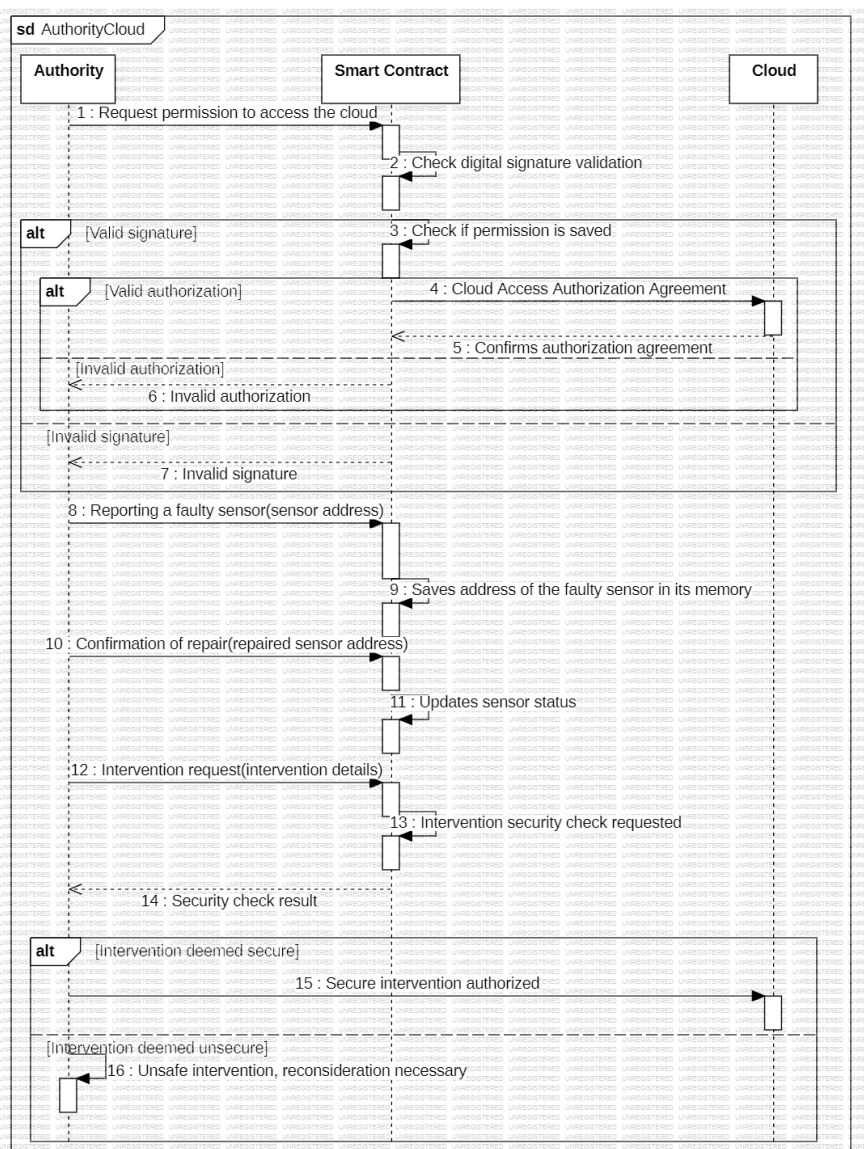 sd AuthorityCloud
Authority
Smart Contract
Cloud
1 : Request permission to access the cloud
2 : Check digital signature validation
alt
[Valid signature]
3 : Check if permission is saved
alt
[Valid authorization]
4 : Cloud Access Authorization Agreement
5 : Confirms authorization agreement
[Invalid authorization]
6 : Invalid authorization
[Invalid signature]
7 : Invalid signature
8 : Reporting a faulty sensor(sensor address)
9 : Saves address of the faulty sensor in its memory
10 : Confirmation of repair(repaired sensor address)
11 : Updates sensor status
12 : Intervention request(intervention details)
13 : Intervention security check requested
14 : Security check result
alt
[Intervention deemed secure]
15 : Secure intervention authorized
[Intervention deemed unsecure]
16 : Unsafe intervention, reconsideration necessary